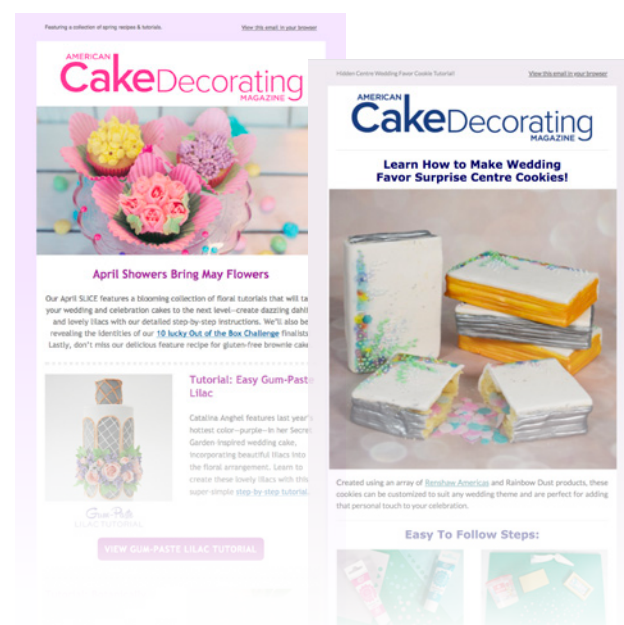 Featuring a collection of spring recipes & tutorials.
View this email in your browser
AMERICAN
CakeDecorating
MAGAZINE
April Showers Bring May Flowers
Our April SLICE features a blooming collection of floral tutorials that will ta
your wedding and celebration cakes to the next level—create dazzling dahli
and lovely lilacs with our detailed step-by-step instructions. We'll also be
revealing the identities of our 10 lucky Out of the Box Challenge finalists
Lastly, don't miss our delicious feature recipe for gluten-free brownie cake
Tutorial: Easy Gum-Paste
Lilac
Catalina Anghel features last year's
hottest color—purple—in her Secret
Garden inspired wedding cake,
incorporating beautiful lilacs into
the floral arrangement. Learn to
create these lovely lilacs with this
super-simple step-by-step tutorial.
Gum-Paste
LILAC TUTORIAL
VIEW GUM-PASTE LILAC TUTORIAL
Hidden Centre Wedding Favor Cookie Tutorial!
View this email in your browser
AMERICAN
CakeDecorating
MAGAZINE
Learn How to Make Wedding
Favor Surprise Centre Cookies!
Created using an array of Renshaw Americas and Rainbow Dust products, these
cookies can be customized to suit any wedding theme and are perfect for adding
that personal touch to your celebration.
Easy To Follow Steps: